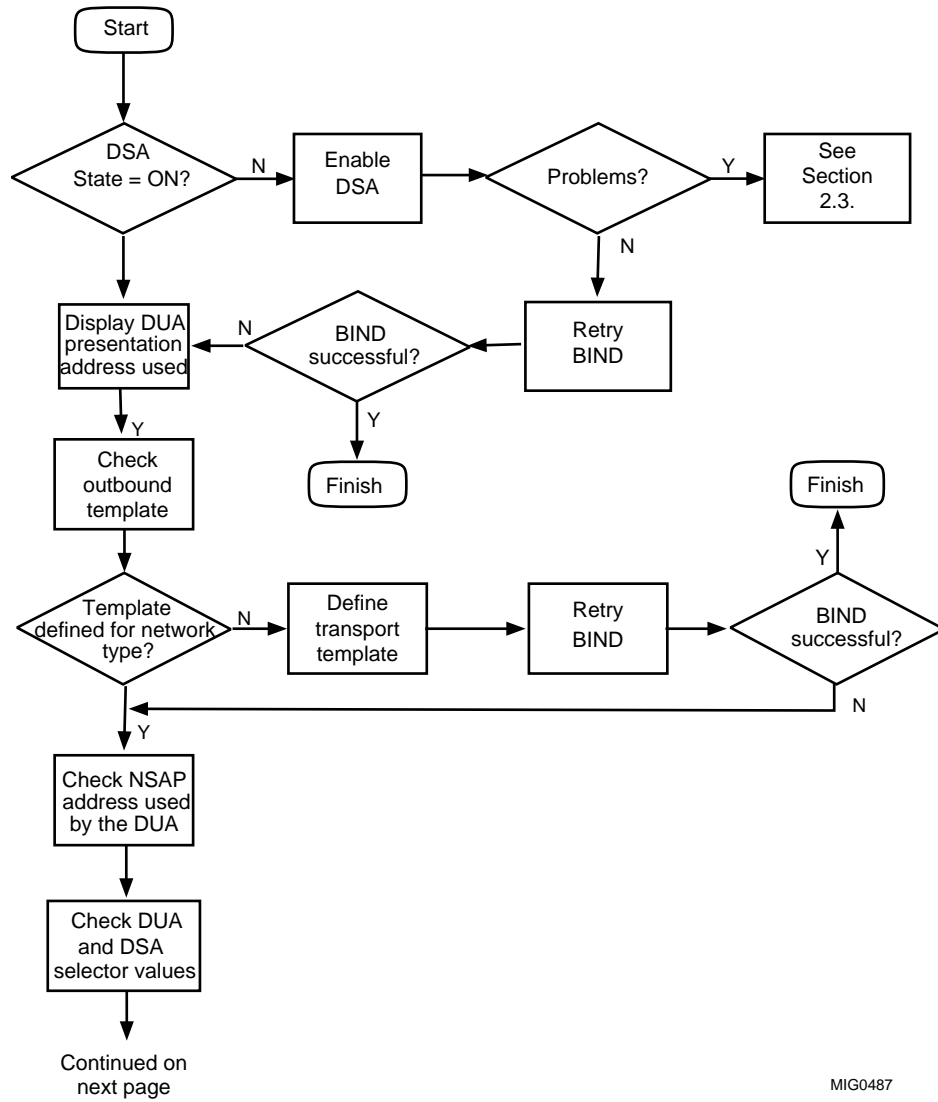 Start
DSA
State = ON?
N
Enable
DSA
Problems?
Y
See
Section
2.3.
N
Display DUA
presentation
address used
N
BIND
successful?
Retry
BIND
Y
Y
Check
outbound
template
Finish
Finish
Y
Template
defined for network
type?
N
Define
transport
template
Retry
BIND
BIND
successful?
N
Y
Check NSAP
address used
by the DUA
Check DUA
and DSA
selector values
Continued on
next page
MIG0487